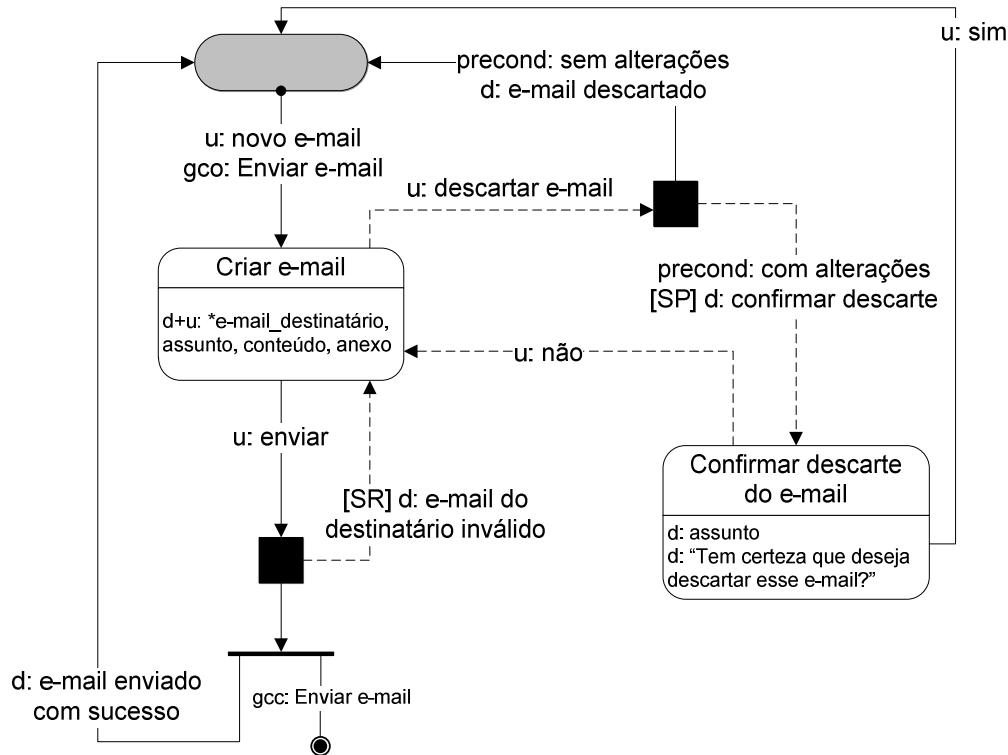 u: sim
precond: sem alterações
d: e-mail descartado
u: novo e-mail
gco: Enviar e-mail
u: descartar e-mail
Criar e-mail
d+u: *e-mail_destinatário,
assunto, conteúdo, anexo
precond: com alterações
[SP] d: confirmar descarte
u: não
u: enviar
[SR] d: e-mail do
destinatário inválido
Confirmar descarte
do e-mail
d: assunto
d: “Tem certeza que deseja
descartar esse e-mail?”
d: e-mail enviado
com sucesso
gcc: Enviar e-mail